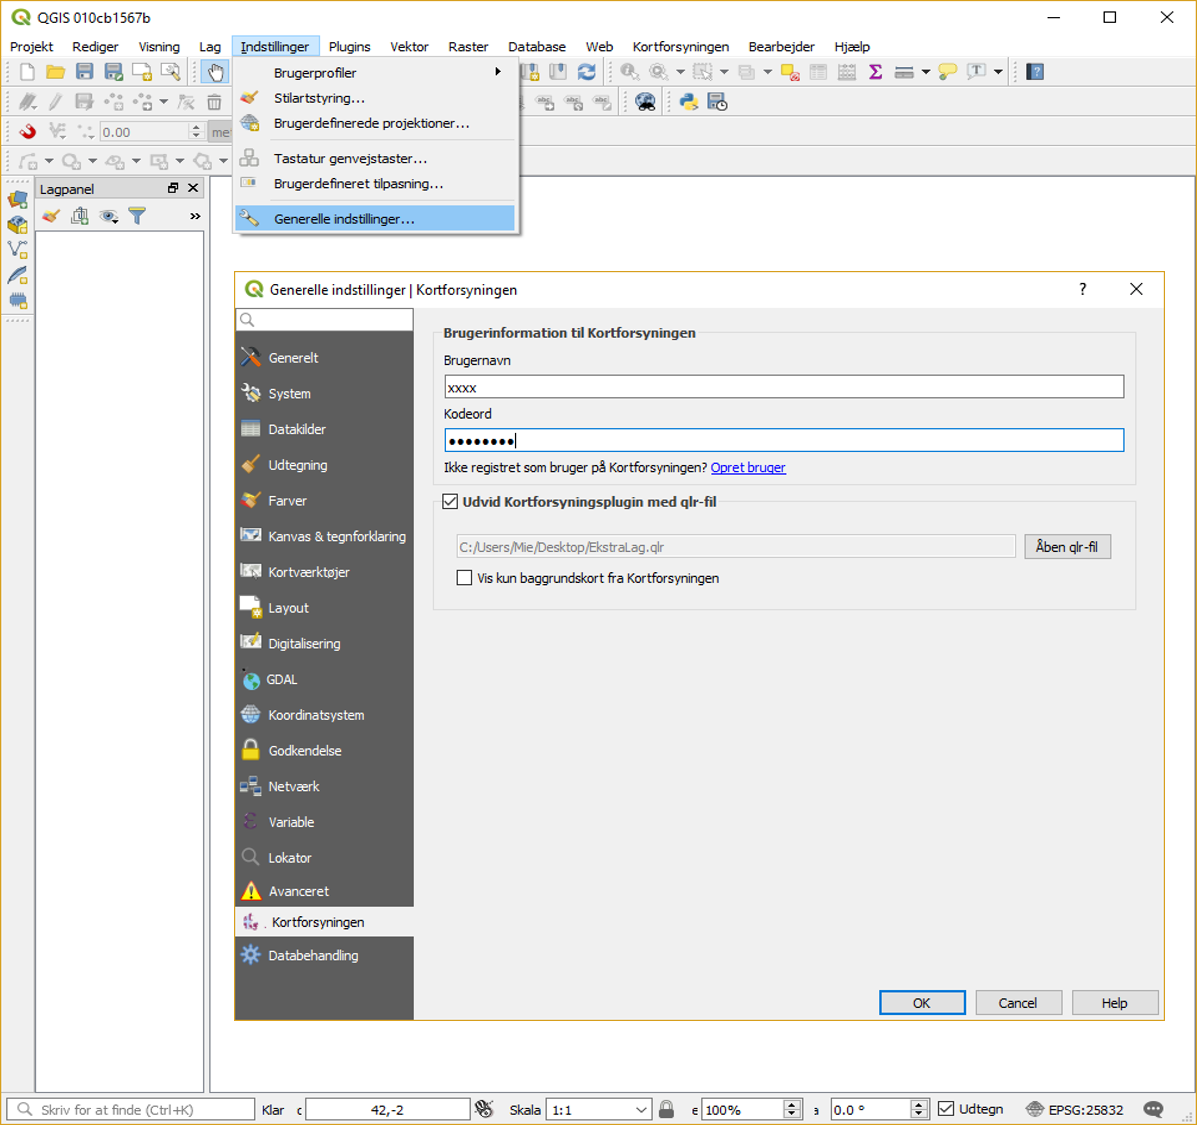 QGIS 010cb1567b
Projekt Rediger Visning Lag Indstillinger Plugins Vektor Raster Database Web Kortforsyningen Bearbejder Hjælp
Brugerprofiler
Stilartstyring...
Brugerdefinerede projektioner...
0.00 me
Tastatur genvejstaster...
Brugerdefineret tilpasning...
Lagpanel
Generelle indstillinger...
Generelle indstillinger | Kortforsyningen
Brugerinformation til Kortforsyningen
Brugernavn
xxxx
Kodeord
Ikke registret som bruger på Kortforsyningen? Opret bruger
Udvid Kortforsyningsplugin med qlr-fil
C:/Users/Mie/Desktop/EkstraLag.qlr Åben qlr-fil
Vis kun baggrundskort fra Kortforsyningen
Generelt
System
Datakilder
Udtegning
Farver
Kanvas & tegnforklaring
Kortværktøjer
Layout
Digitalisering
GDAL
Koordinatsystem
Godkendelse
Netværk
Variable
Lokator
Avanceret
Kortforsyningen
Databehandling
OK Cancel Help
Skriv for at finde (Ctrl+K) Klar 42,-2 Skala 1:1 100% 0.0 ° Udtegn EPSG:25832